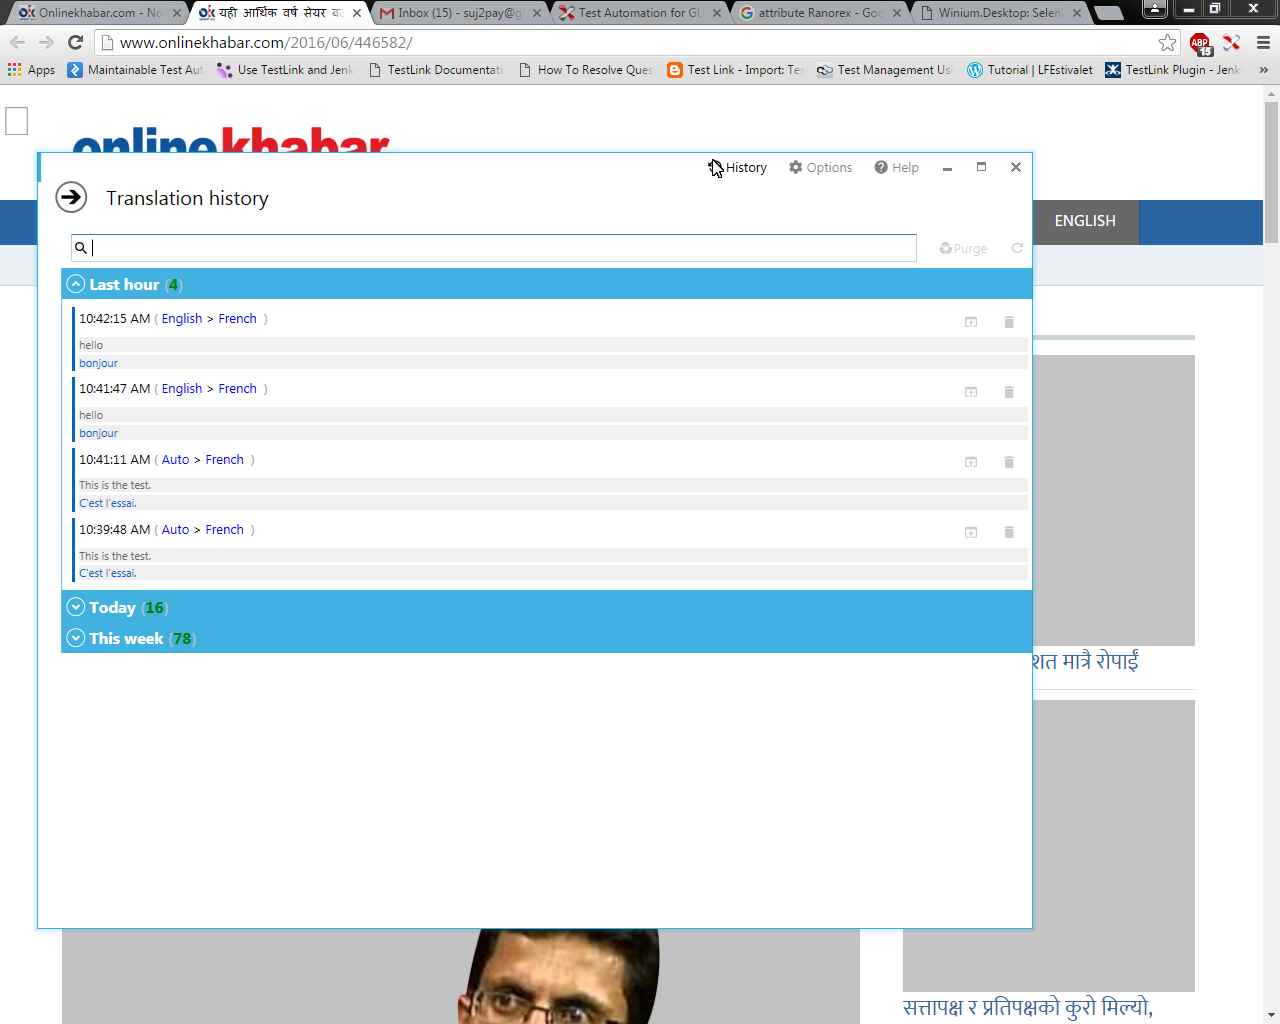 Onlinekhabar.com - No
यही आर्थिक वर्ष सेयर
Inbox (15) - suj2pay@g
Test Automation for GU
attribute Ranorex - Goo
Winium.Desktop: Selen
www.onlinekhabar.com/2016/06/446582/
ABP
15
Apps
Maintainable Test Aut
Use TestLink and Jenk
TestLink Documentat
How To Resolve Ques
Test Link - Import: Te
Test Management Us
Tutorial | LFEstivalet
TestLink Plugin - Jenk
»
onlinekhabar
History
Options
Help
Translation history
ENGLISH
Purge
Last hour (4)
10:42:15 AM ( English > French )
hello
bonjour
10:41:47 AM ( English > French )
hello
bonjour
10:41:11 AM ( Auto > French )
This is the test.
C'est l'essai.
10:39:48 AM ( Auto > French )
This is the test.
C'est l'essai.
Today (16)
This week (78)
मात्रै रोपाईं
सत्तापक्ष र प्रतिपक्षको कुरो मिल्यो,